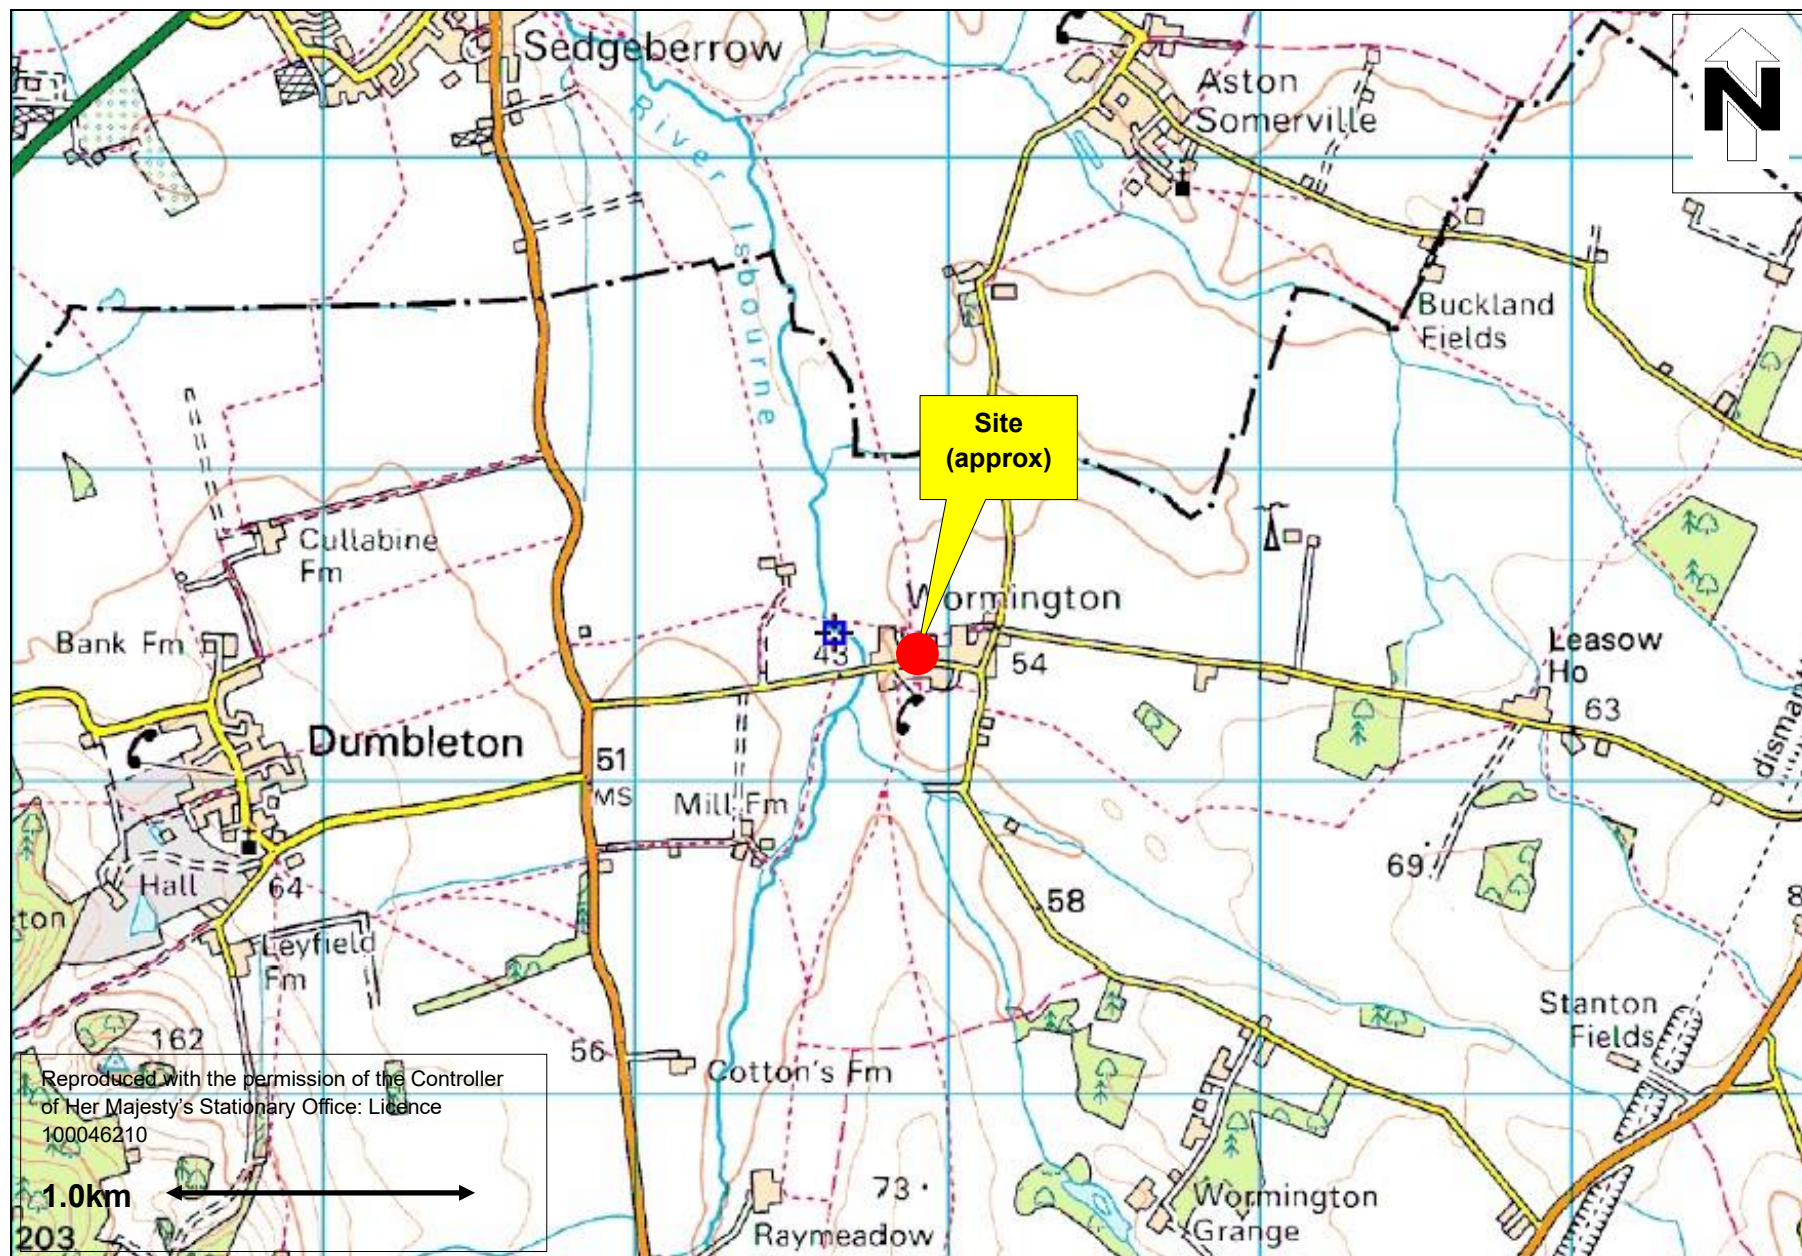 Sedgeberrow
Aston
Somerville
N
River Isbourne
Buckland
Fields
Site
(approx)
Cullabine
Fm
Wormington
Bank Fm
43
54
Leasow
Ho
63
Dumbleton
51
MS
Mill Fm
69
Hall
64
58
ton
Leyfield
Fm
8
Stanton
Fields
162
56
Cotton's Fm
Reproduced with the permission of the Controller
of Her Majesty's Stationary Office: Licence
100046210
1.0km
73
Wormington
Grange
203
Raymeadow
dismant